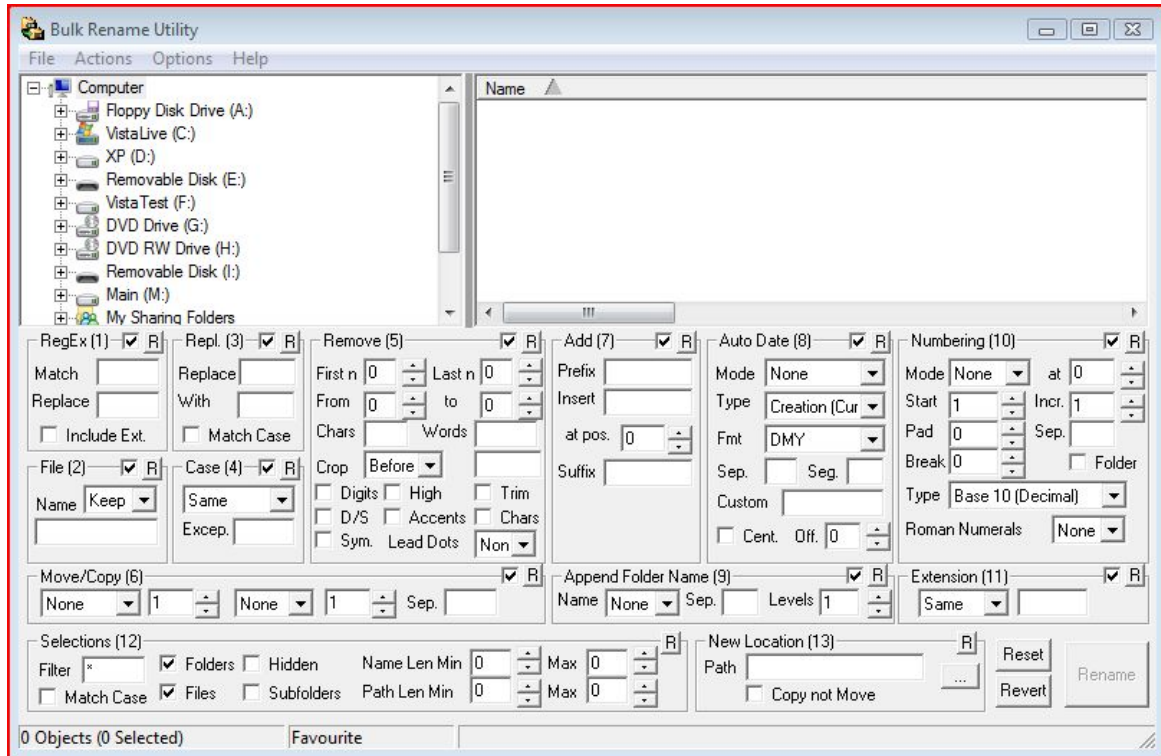 Bulk Rename Utility
File Actions Options Help
Computer
Floppy Disk Drive (A:)
VistaLive (C:)
XP (D:)
Removable Disk (E:)
VistaTest (F:)
DVD Drive (G:)
DVD RW Drive (H:)
Removable Disk (I:)
Main (M:)
My Sharing Folders
Name
RegEx (1) R
Match
Replace
Include Ext.
Repl. (3) R
Replace
With
Match Case
File (2) R
Name Keep
Case (4) R
Same
Excep.
Remove (5) R
First n 0 Last n 0
From 0 to 0
Chars Words
Crop Before
Digits High Trim
D/S Accents Chars
Sym. Lead Dots Non
Add (7) R
Prefix
Insert
at pos. 0
Suffix
Auto Date (8) R
Mode None
Type Creation (Cur
Fmt DMY
Sep. Seg.
Custom
Cent. Off. 0
Numbering (10) R
Mode None at 0
Start 1 Incr. 1
Pad 0 Sep.
Break 0 Folder
Type Base 10 (Decimal)
Roman Numerals None
Move/Copy (6) R
None 1 None 1 Sep.
Append Folder Name (9) R
Name None Sep. Levels 1
Extension (11) R
Same
Selections (12) R
Filter * Folders Hidden Name Len Min 0 Max 0
Match Case Files Subfolders Path Len Min 0 Max 0
New Location (13) R
Path ...
Copy not Move
Reset
Revert
Rename
0 Objects (0 Selected) Favourite